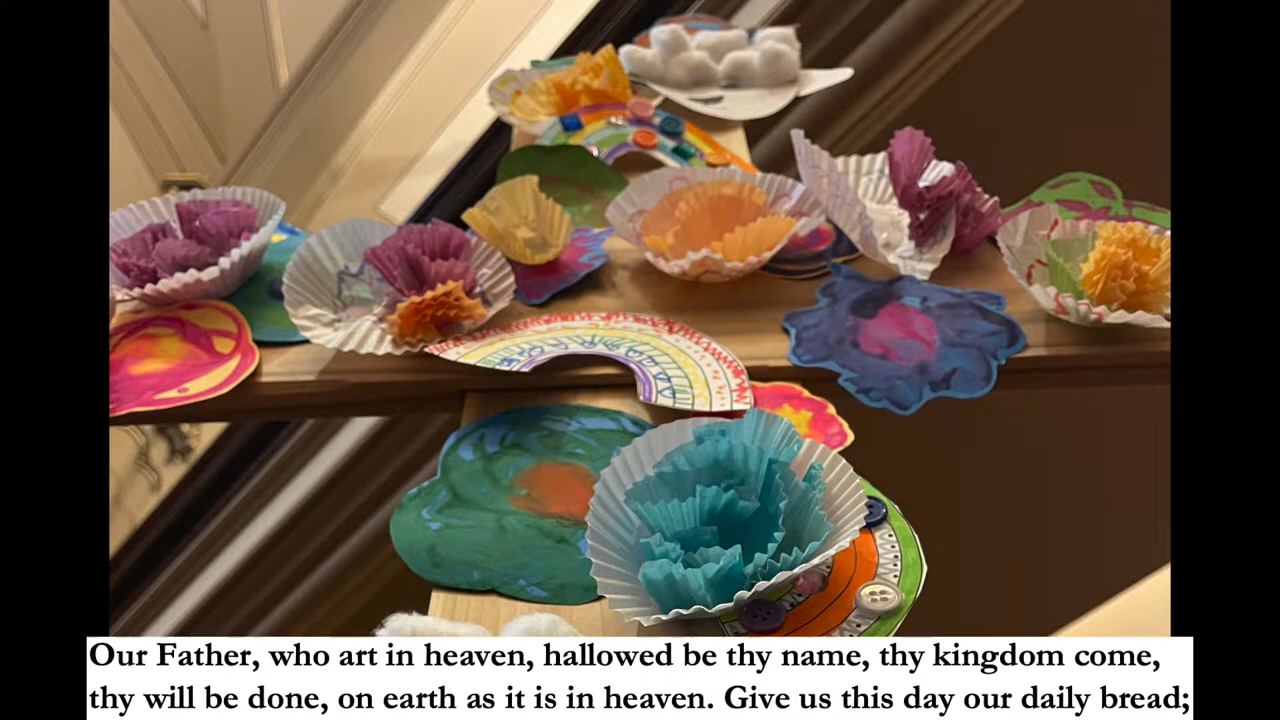 Our Father, who art in heaven, hallowed be thy name, thy kingdom come,
thy will be done, on earth as it is in heaven. Give us this day our daily bread;